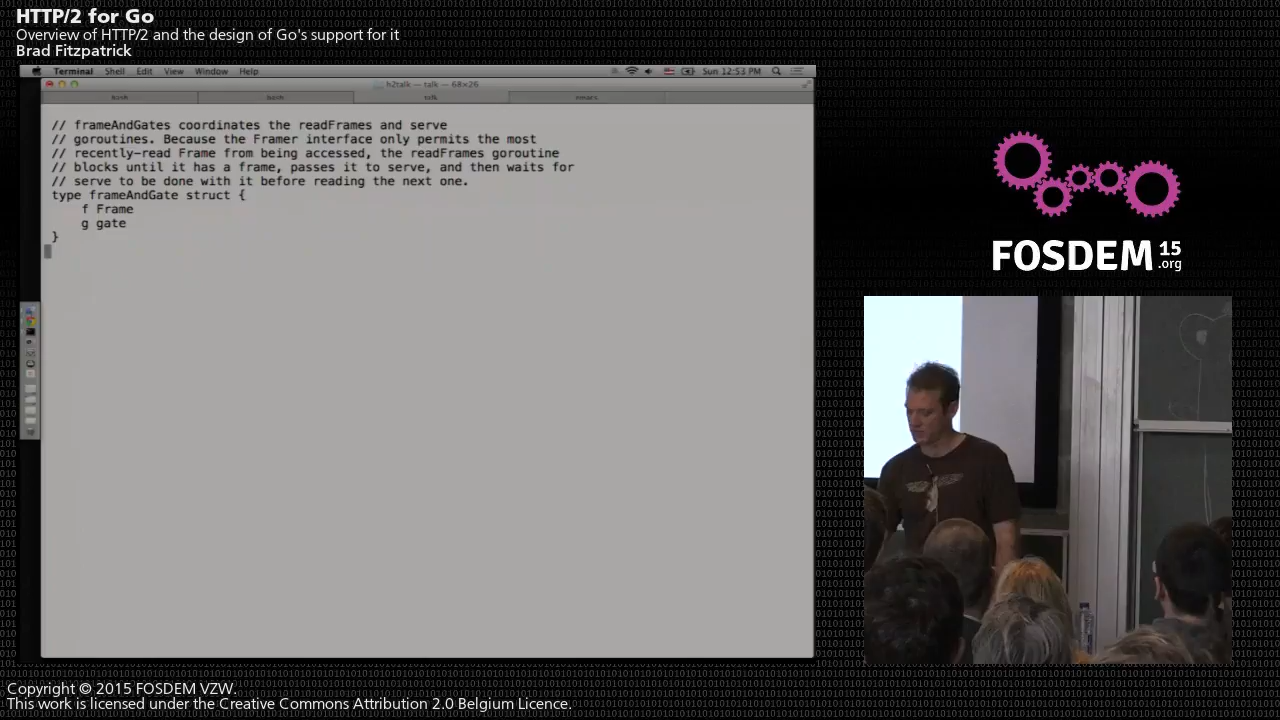 HTTP/2 for Go
Overview of HTTP/2 and the design of Go's support for it
Brad Fitzpatrick
Terminal Shell Edit View Window Help Sun 12:53 PM
h2talk — talk — 68×26
bash bash talk emacs
// frameAndGates coordinates the readFrames and serve
// goroutines. Because the Framer interface only permits the most
// recently-read Frame from being accessed, the readFrames goroutine
// blocks until it has a frame, passes it to serve, and then waits for
// serve to be done with it before reading the next one.
type frameAndGate struct {
f Frame
g gate
}
FOSDEM 15
.org
Copyright © 2015 FOSDEM VZW.
This work is licensed under the Creative Commons Attribution 2.0 Belgium Licence.